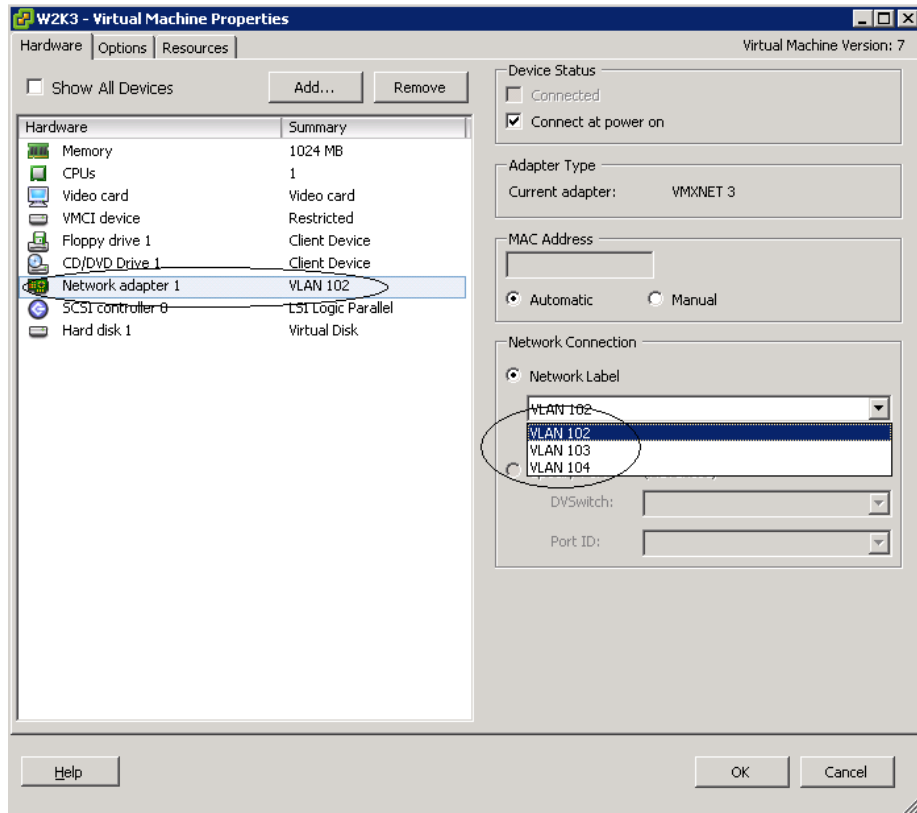 W2K3 - Virtual Machine Properties
Hardware Options Resources
Virtual Machine Version: 7
Show All Devices
Add...
Remove
Hardware Summary
Memory 1024 MB
CPUs 1
Video card Video card
VMCI device Restricted
Floppy drive 1 Client Device
CD/DVD Drive 1 Client Device
Network adapter 1 VLAN 102
SCSI controller 0 LSI Logic Parallel
Hard disk 1 Virtual Disk
Device Status
Connected
Connect at power on
Adapter Type
Current adapter: VMXNET 3
MAC Address
Automatic Manual
Network Connection
Network Label
VLAN 102
VLAN 102
VLAN 103
VLAN 104
DVSwitch:
Port ID:
Help
OK
Cancel